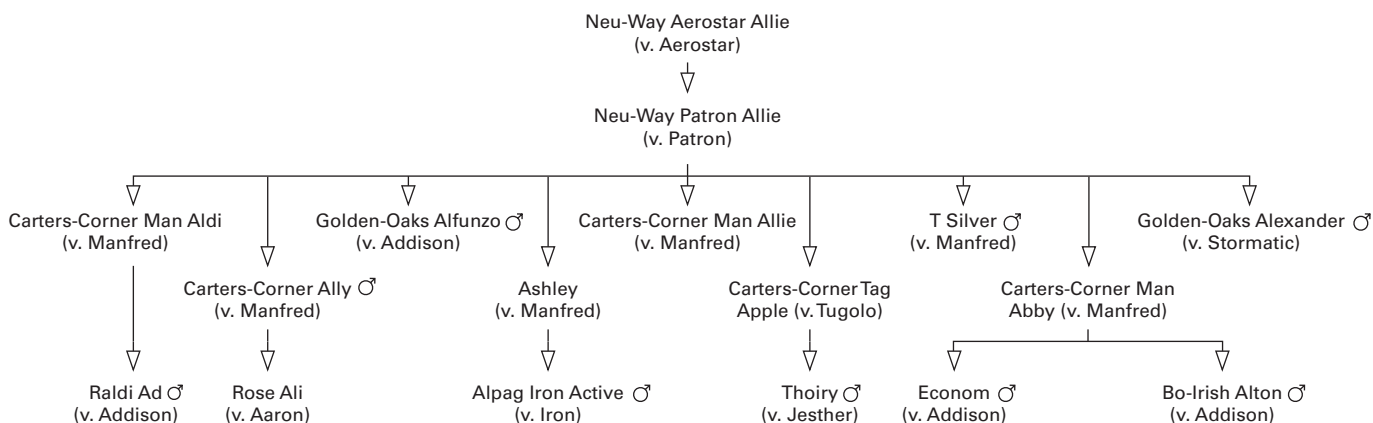 Neu-Way Aerostar Allie
(v. Aerostar)
Neu-Way Patron Allie
(v. Patron)
Carters-Corner Man Aldi
(v. Manfred)
Golden-Oaks Alfunzo ♂
(v. Addison)
Carters-Corner Man Allie
(v. Manfred)
T Silver ♂
(v. Manfred)
Golden-Oaks Alexander ♂
(v. Stormatic)
Carters-Corner Ally ♂
(v. Manfred)
Ashley
(v. Manfred)
Carters-Corner Tag
Apple (v. Tugolo)
Carters-Corner Man
Abby (v. Manfred)
Raldi Ad ♂
(v. Addison)
Rose Ali
(v. Aaron)
Alpag Iron Active ♂
(v. Iron)
Thoiry ♂
(v. Jesther)
Econom ♂
(v. Addison)
Bo-Irish Alton ♂
(v. Addison)